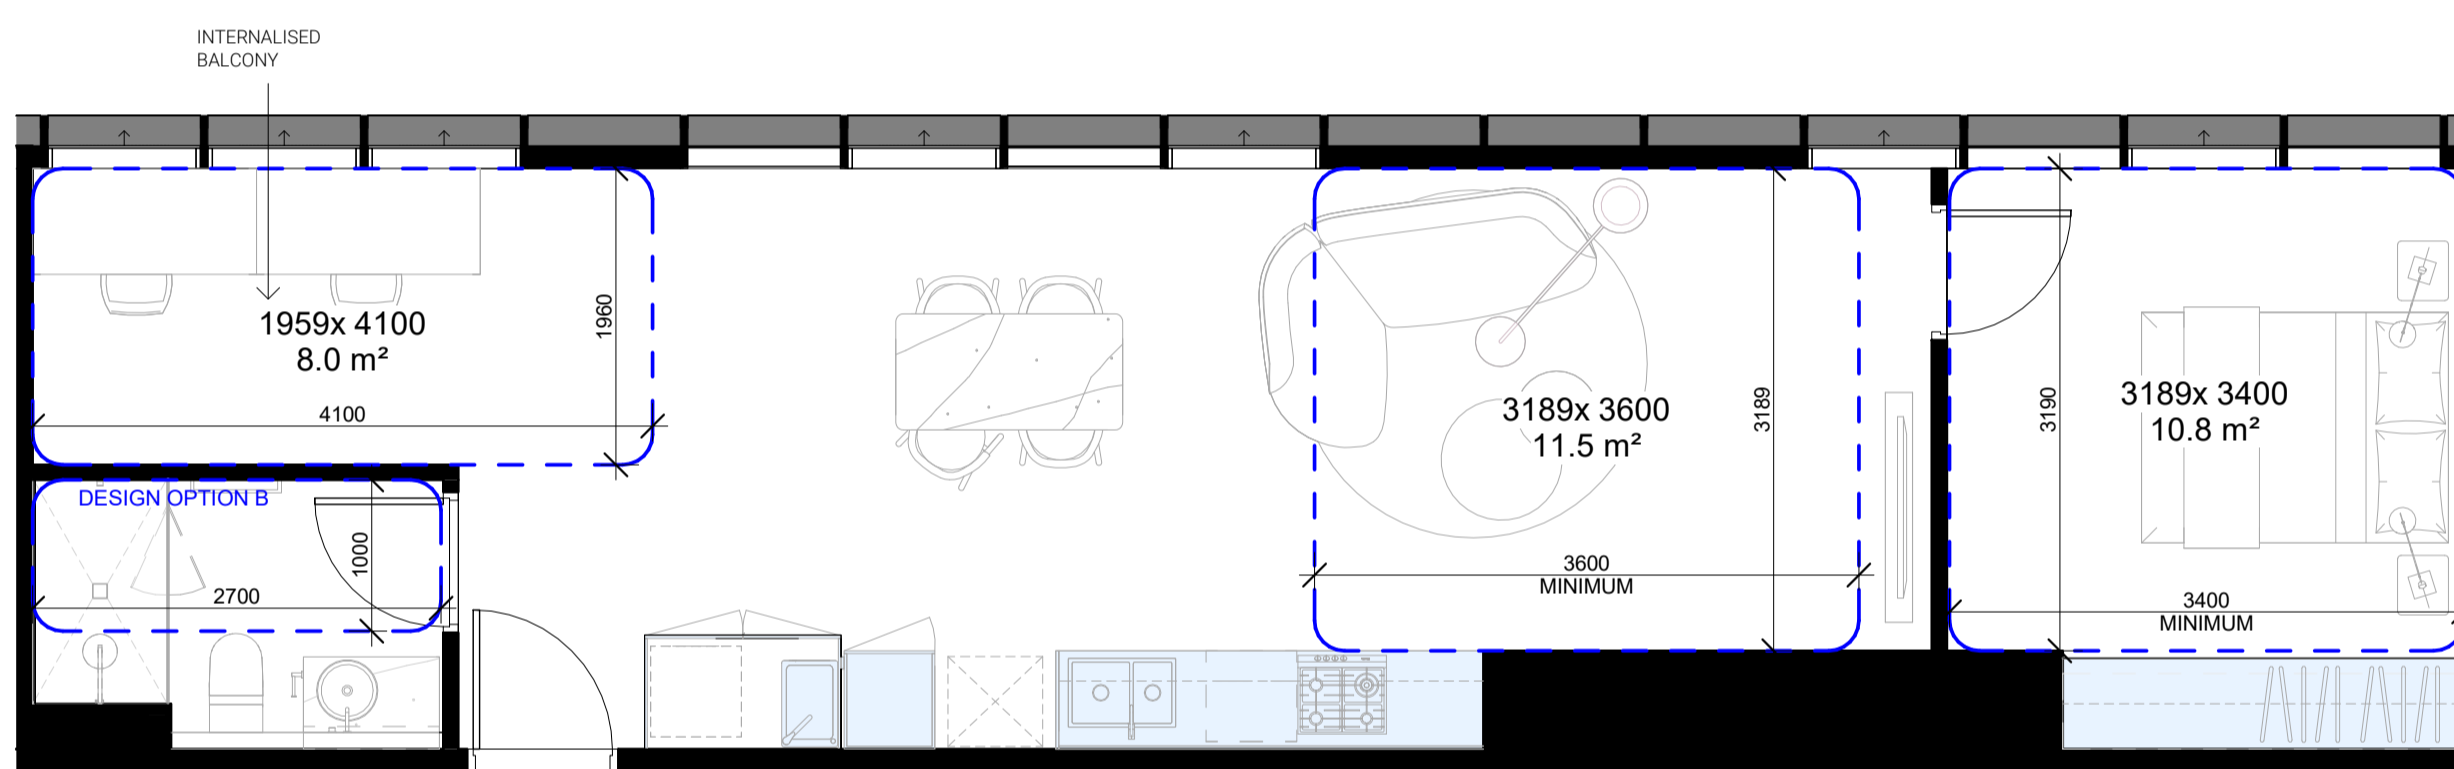 INTERNALISED
BALCONY
1959x 4100
8.0 m²
1960
4100
DESIGN OPTION B
1000
2700
3189x 3600
11.5 m²
3189
3600
MINIMUM
3190
3189x 3400
10.8 m²
3400
MINIMUM